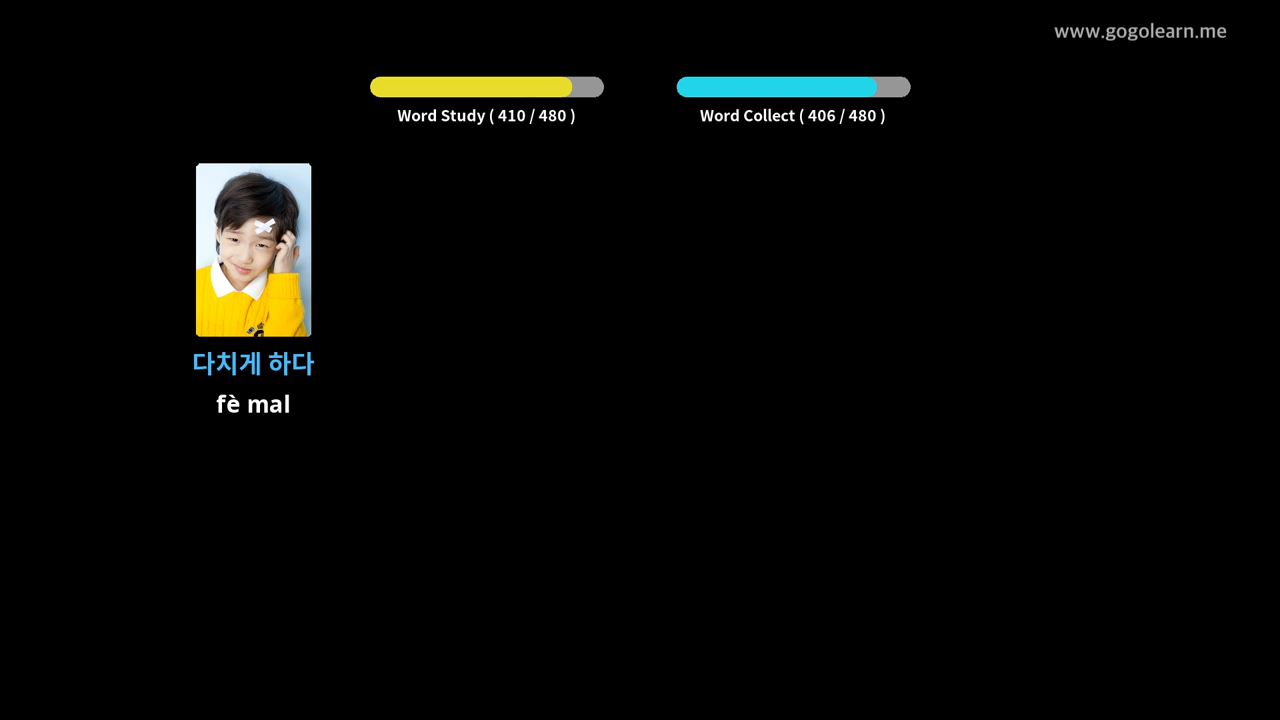 www.gogolearn.me
Word Study ( 410 / 480 )
Word Collect ( 406 / 480 )
다치게 하다
fè mal